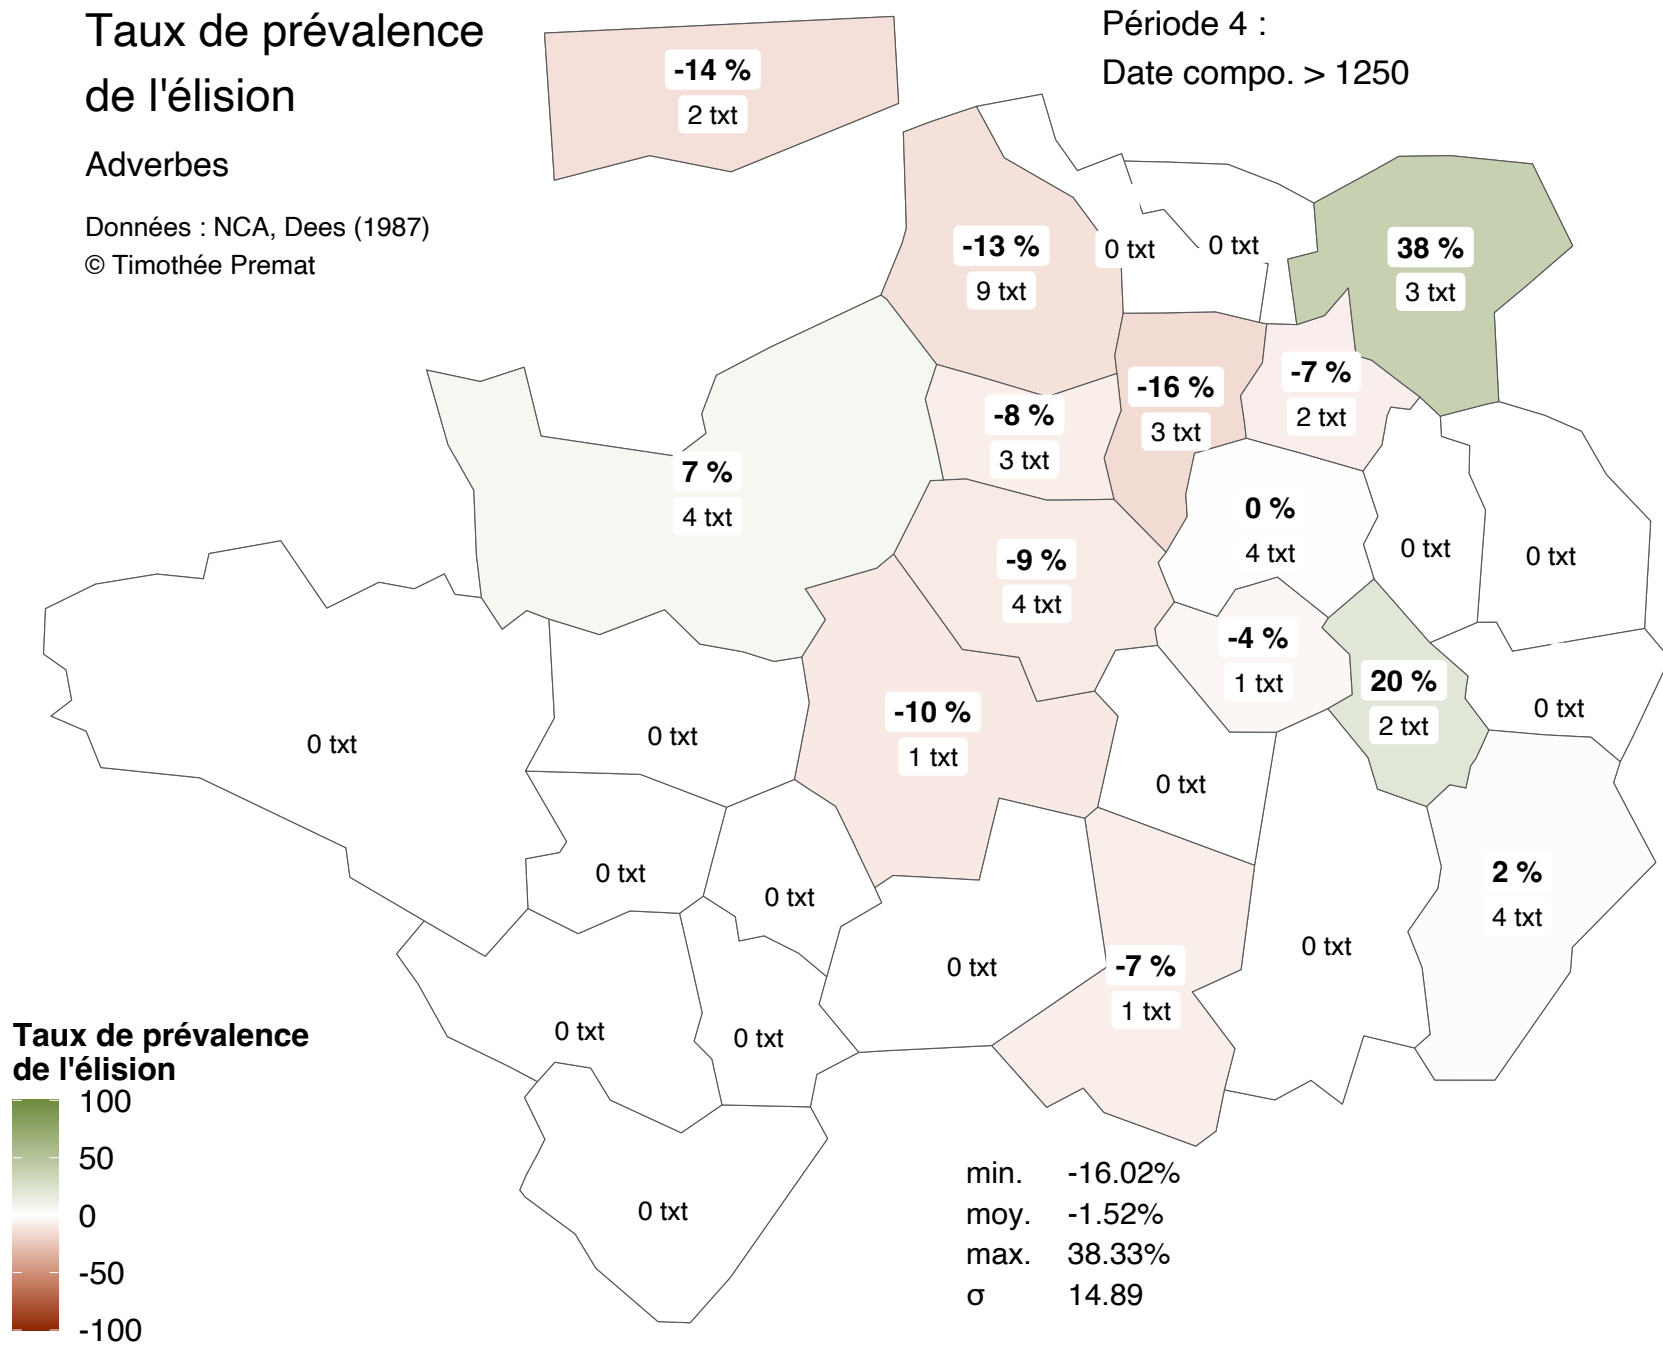 Taux de prévalence
de l'élision
Adverbes
Données : NCA, Dees (1987)
© Timothée Premat
Période 4 :
Date compo. > 1250
-14 %
2 txt
-13 %
9 txt
0 txt
0 txt
38 %
3 txt
-8 %
3 txt
-16 %
3 txt
-7 %
2 txt
7 %
4 txt
0 %
4 txt
0 txt
0 txt
-9 %
4 txt
-4 %
1 txt
20 %
2 txt
0 txt
0 txt
0 txt
-10 %
1 txt
0 txt
0 txt
0 txt
2 %
4 txt
0 txt
-7 %
1 txt
0 txt
0 txt
0 txt
0 txt
Taux de prévalence
de l'élision
100
50
0
-50
-100
min. -16.02%
moy. -1.52%
max. 38.33%
σ 14.89